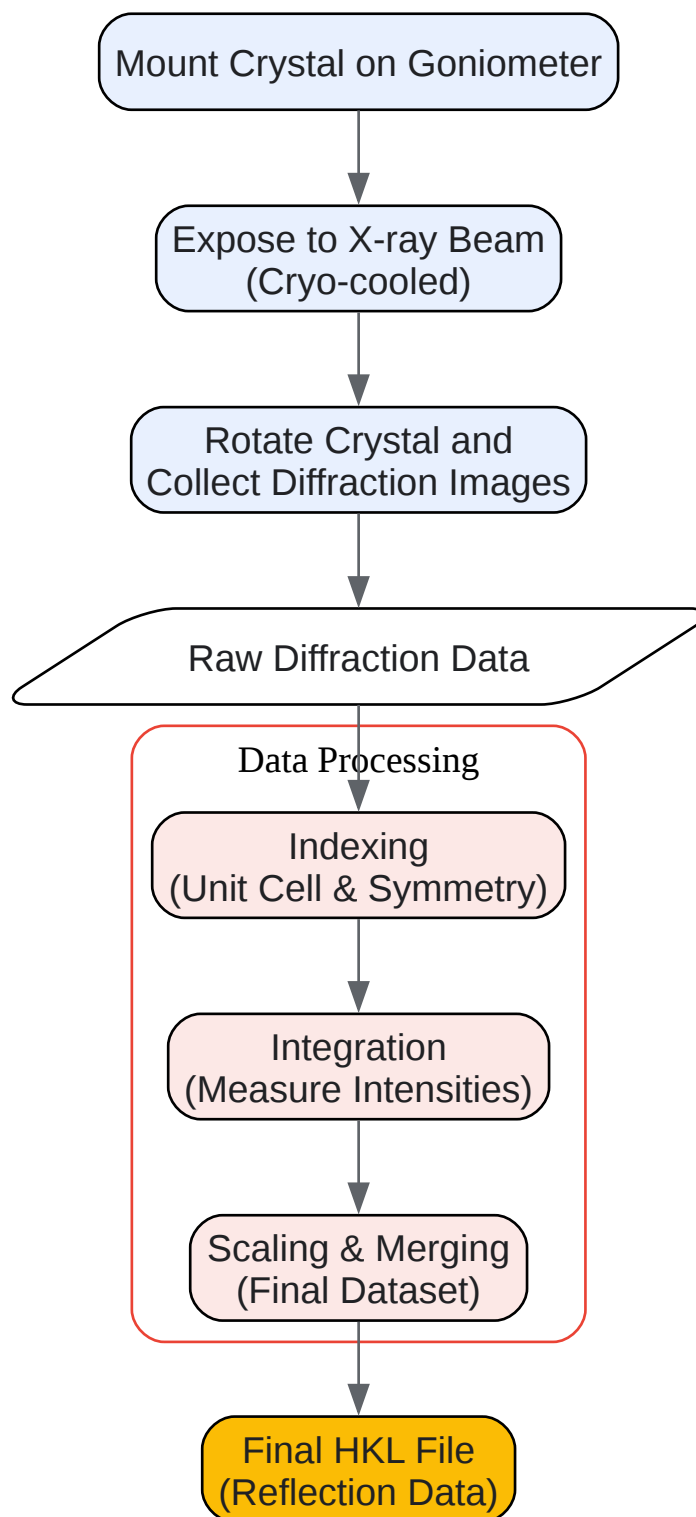 Mount Crystal on Goniometer
Expose to X-ray Beam
(Cryo-cooled)
Rotate Crystal and
Collect Diffraction Images
Raw Diffraction Data
Data Processing
Indexing
(Unit Cell & Symmetry)
Integration
(Measure Intensities)
Scaling & Merging
(Final Dataset)
Final HKL File
(Reflection Data)